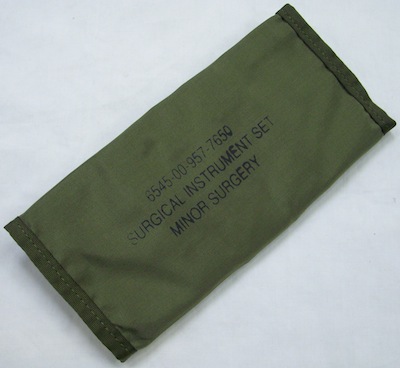 6545-00-957-7650
SURGICAL INSTRUMENT SET
MINOR SURGERY